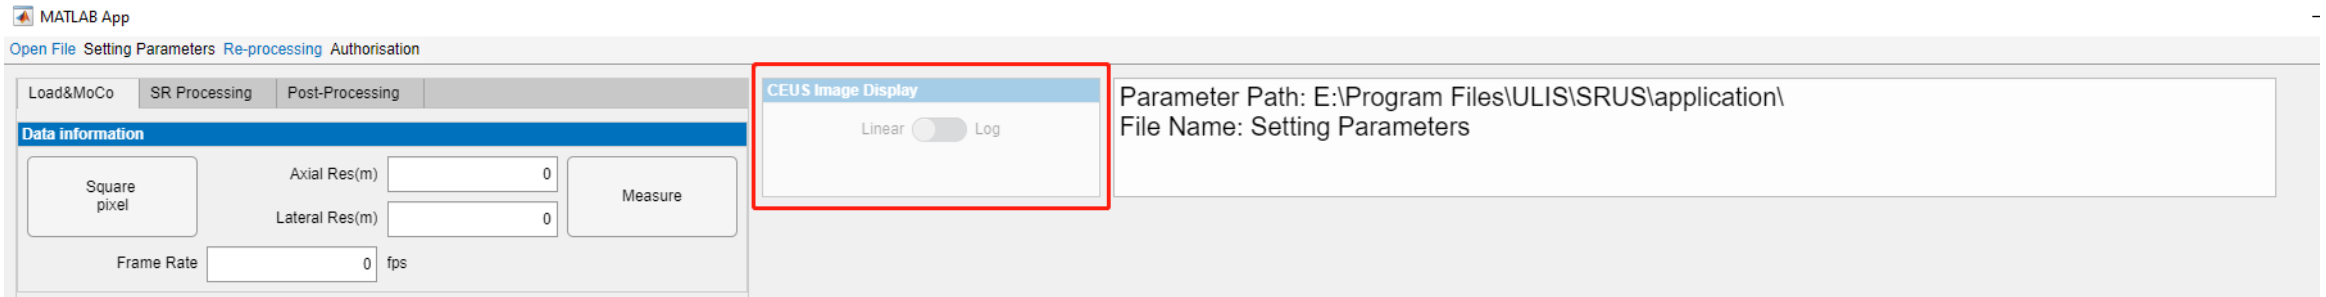 MATLAB App
Open File Setting Parameters Re-processing Authorisation
Load&MoCo SR Processing Post-Processing
Data information
Square
pixel
Axial Res(m) 0
Lateral Res(m) 0
Measure
Frame Rate 0 fps
CEUS Image Display
Linear Log
Parameter Path: E:\Program Files\ULIS\SRUS\application\
File Name: Setting Parameters